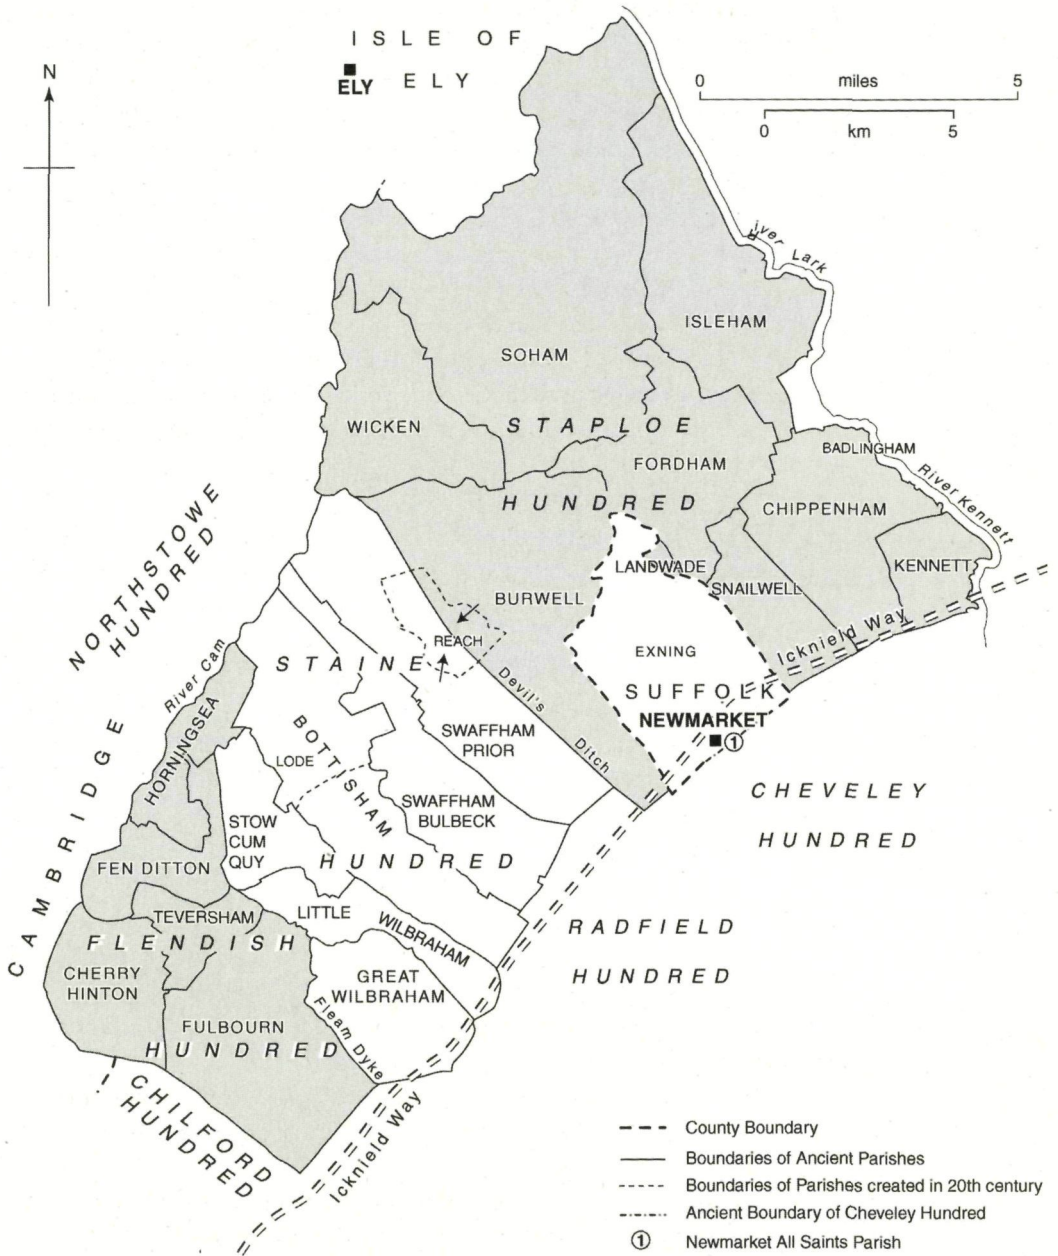 ISLE OF
ELY
ELY
N
0 miles 5
0 km 5
River Lark
ISLEHAM
SOHAM
WICKEN
STAPLOE
HUNDRED
FORDHAM
BADLINGHAM
River Kennett
CHIPPENHAM
KENNETT
LANDWADE
SNAILWELL
BURWELL
Icknield Way
EXNING
SUFFOLK
NEWMARKET
1
NORTHSTOWE
HUNDRED
REACH
STAINE
HUNDRED
Devil's
Ditch
River Cam
HORNINGSEA
LODE
BOTTISHAM
SWAFFHAM
PRIOR
SWAFFHAM
BULBECK
STOW
CUM
QUY
CHEVELEY
HUNDRED
CAMBRIDGE
FEN DITTON
TEVERSHAM
LITTLE
WILBRAHAM
FLENDISH
HUNDRED
RADFIELD
HUNDRED
CHERRY
HINTON
GREAT
WILBRAHAM
FULBOURN
Fleam Dyke
CHILFORD
HUNDRED
Icknield Way
County Boundary
Boundaries of Ancient Parishes
Boundaries of Parishes created in 20th century
Ancient Boundary of Cheveley Hundred
1 Newmarket All Saints Parish